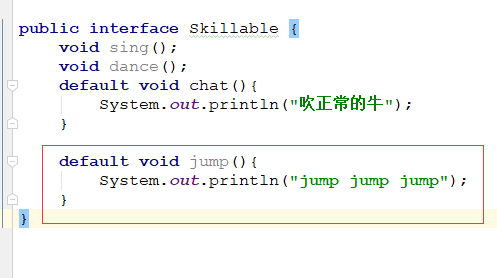 public interface Skillable {
    void sing();
    void dance();
    default void chat(){
        System.out.println("吹正常的牛");
    }
    default void jump(){
        System.out.println("jump jump jump");
    }
}